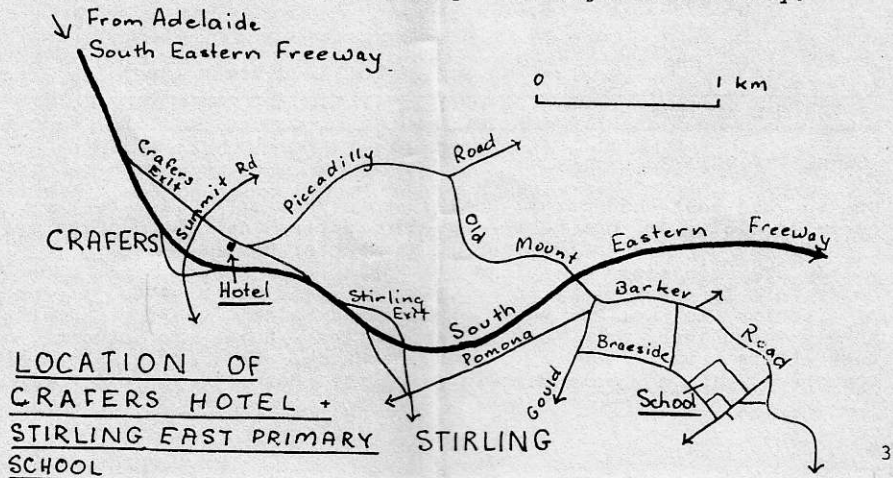 From Adelaide
South Eastern Freeway
0 1 km
Crafers
Exit
Summit Rd
Piccadilly Road
Old Mount Barker Road
South Eastern Freeway
CRAFERS
Hotel
Stirling
Exit
Pomona
Gould
Braeside
School
STIRLING
LOCATION OF
CRAFERS HOTEL +
STIRLING EAST PRIMARY
SCHOOL
3